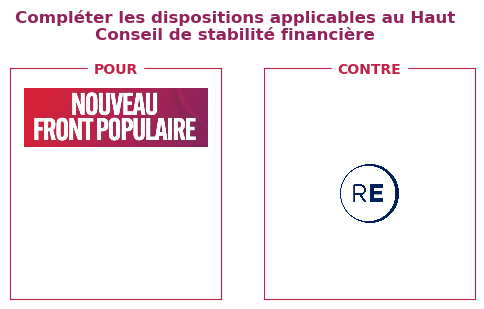 Compléter les dispositions applicables au Haut
Conseil de stabilité financière
POUR
CONTRE
NOUVEAU
FRONT POPULAIRE
RE